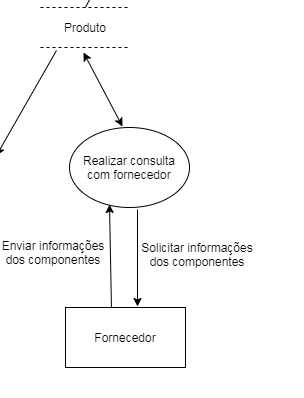 Produto
Realizar consulta
com fornecedor
Enviar informações
dos componentes
Solicitar informações
dos componentes
Fornecedor